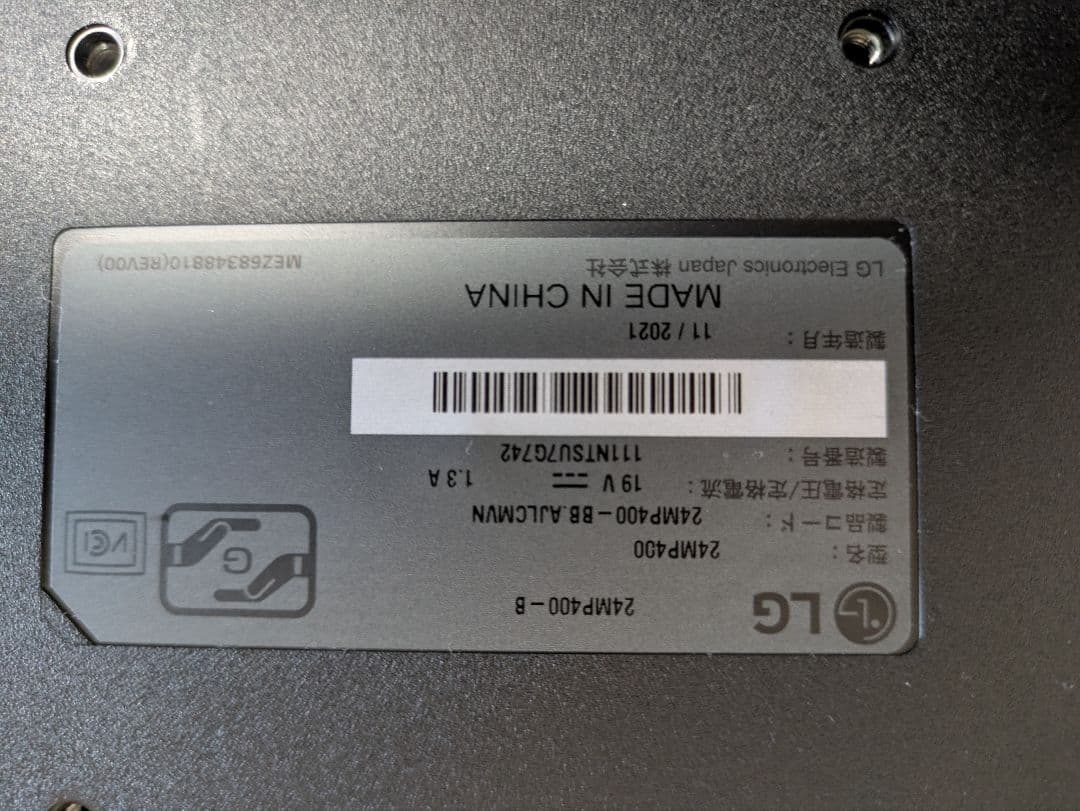 LG
24MP400-B
型名: 24MP400
製品コード: 24MP400-BB.AJLCMVN
定格電圧/定格電流: 19 V 1.3 A
製造番号: 111NTSU7G742
製造年月: 11 / 2021
MADE IN CHINA
LG Electronics Japan 株式会社 MEZ68348810(REV00)
G
VCI